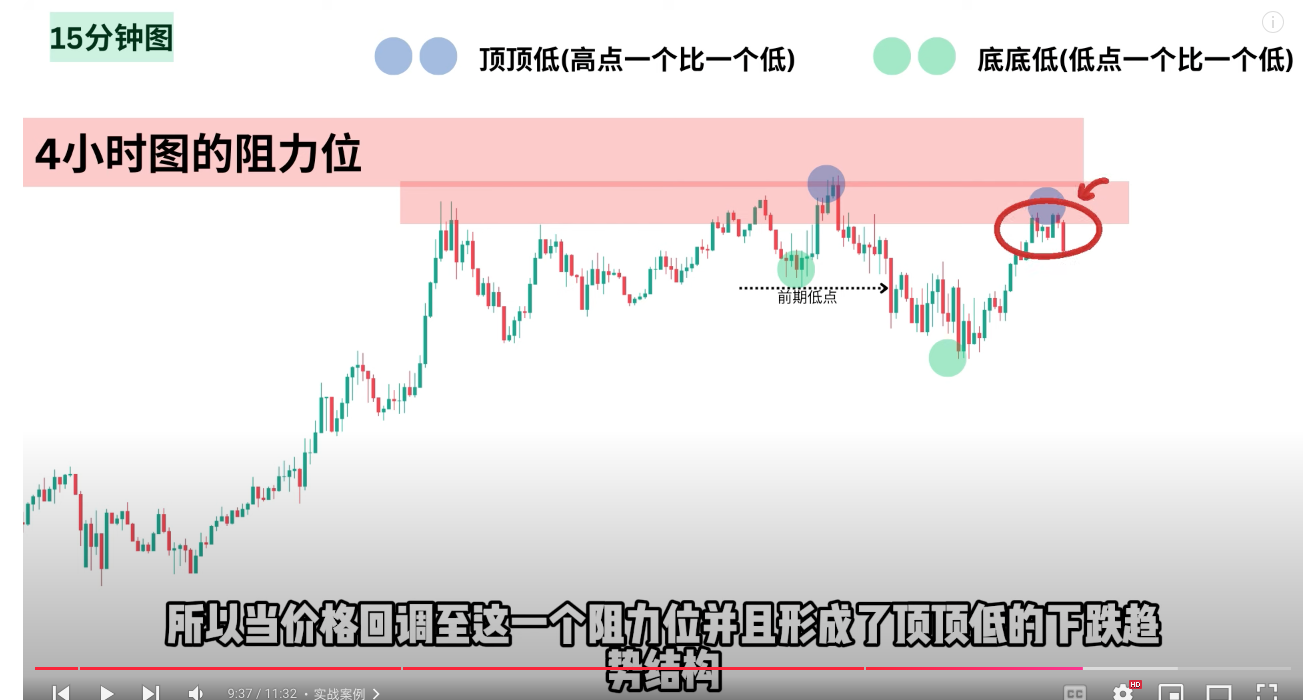 15分钟图
顶顶低(高点一个比一个低)
底底低(低点一个比一个低)
4小时图的阻力位
前期低点
所以当价格回调至这一个阻力位并且形成了顶顶低的下跌趋
势结构
9:37 / 11:32 • 实战案例
CC
HD